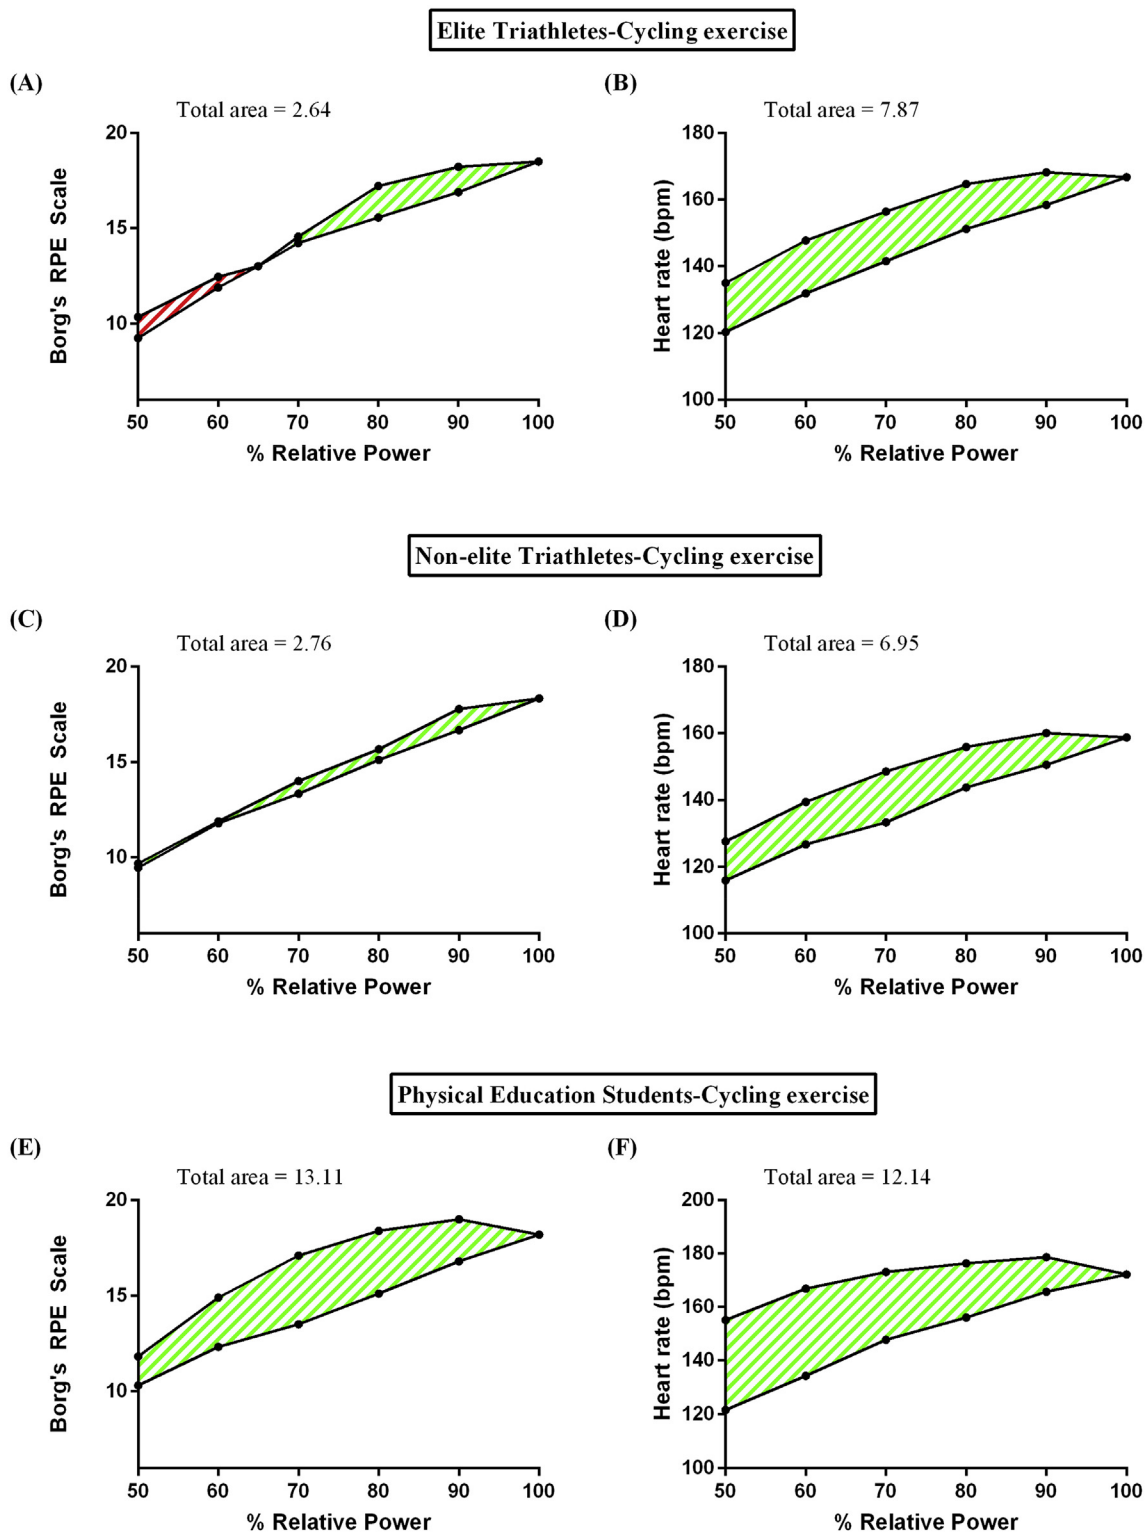 Elite Triathletes-Cycling exercise
(A)
Total area = 2.64
Borg's RPE Scale
20
15
10
50 60 70 80 90 100
% Relative Power
(B)
Total area = 7.87
Heart rate (bpm)
180
160
140
120
100
50 60 70 80 90 100
% Relative Power
Non-elite Triathletes-Cycling exercise
(C)
Total area = 2.76
Borg's RPE Scale
20
15
10
50 60 70 80 90 100
% Relative Power
(D)
Total area = 6.95
Heart rate (bpm)
180
160
140
120
100
50 60 70 80 90 100
% Relative Power
Physical Education Students-Cycling exercise
(E)
Total area = 13.11
Borg's RPE Scale
20
15
10
50 60 70 80 90 100
% Relative Power
(F)
Total area = 12.14
Heart rate (bpm)
200
180
160
140
120
100
50 60 70 80 90 100
% Relative Power